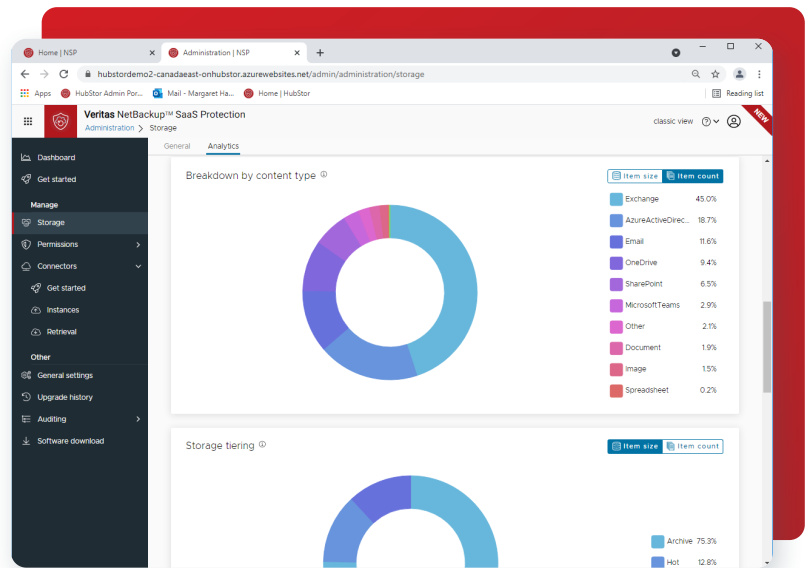 Home | NSP
Administration | NSP
hubstordemo2-canadaeast-onhubstor.azurewebsites.net/admin/administration/storage
Apps HubStor Admin Por... Mail - Margaret Ha... Home | HubStor Reading list
Veritas NetBackup™ SaaS Protection
Administration > Storage
classic view
NEW
General Analytics
Dashboard
Get started
Manage
Storage
Permissions
Connectors
Get started
Instances
Retrieval
Other
General settings
Upgrade history
Auditing
Software download
Breakdown by content type
Item size Item count
Exchange 45.0%
AzureActiveDirec... 18.7%
Email 11.6%
OneDrive 9.4%
SharePoint 6.5%
MicrosoftTeams 2.9%
Other 2.1%
Document 1.9%
Image 1.5%
Spreadsheet 0.2%
Storage tiering
Item size Item count
Archive 75.3%
Hot 12.8%